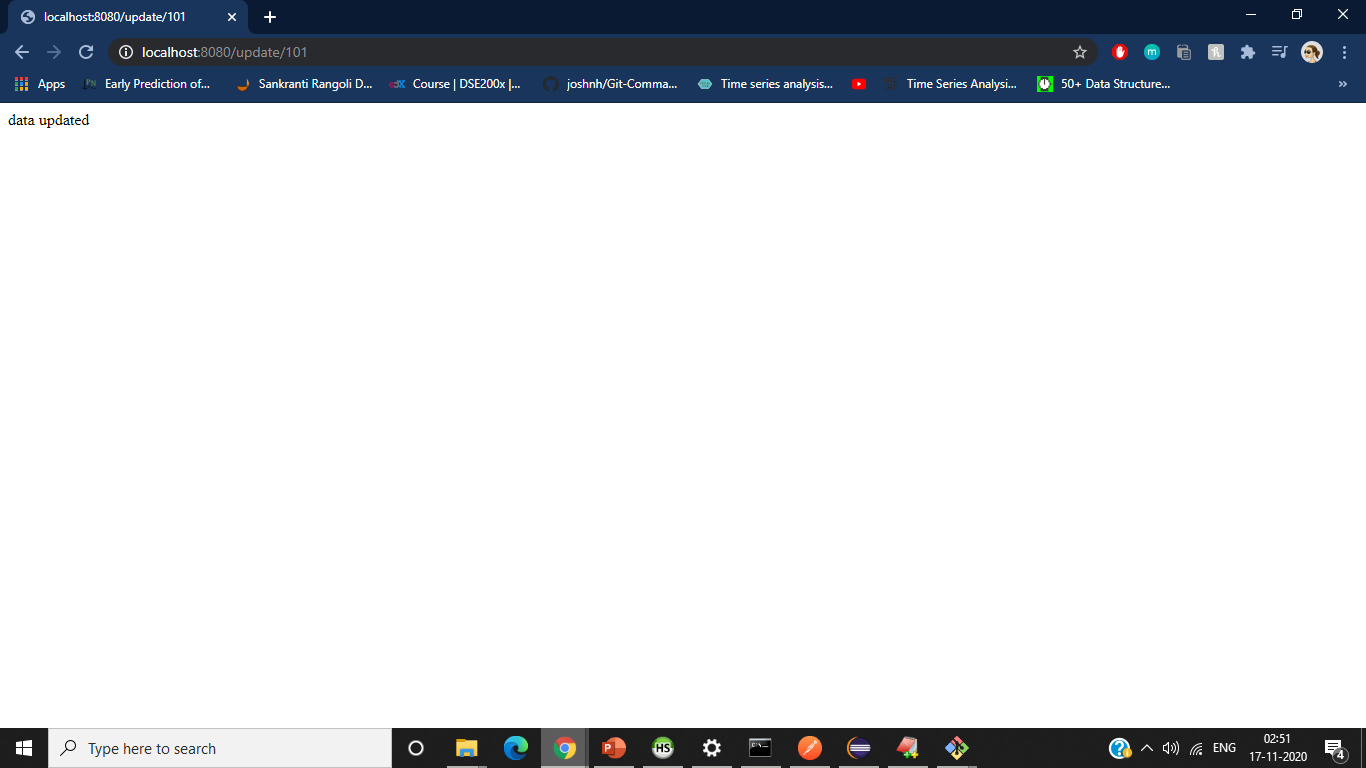 localhost:8080/update/101
localhost:8080/update/101
Apps
Early Prediction of...
Sankranti Rangoli D...
Course | DSE200x |...
joshnh/Git-Comma...
Time series analysis...
Time Series Analysi...
50+ Data Structure...
»
data updated
Type here to search
HS
ENG
02:51
17-11-2020
4